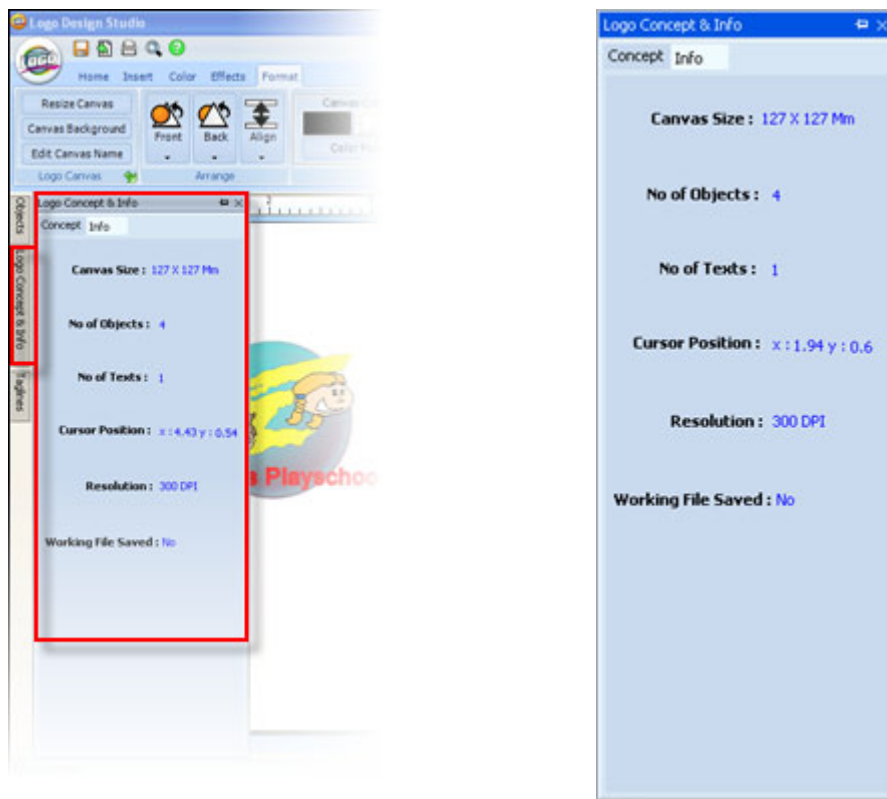 Logo Design Studio
LOGO
Home Insert Color Effects Format
Resize Canvas
Canvas Background
Edit Canvas Name
Front Back Align
Logo Canvas Arrange
Objects
Logo Concept & Info
Taglines
Logo Concept & Info
Concept Info
Canvas Size : 127 X 127 Mm
No of Objects : 4
No of Texts : 1
Cursor Position : x : 4.43 y : 0.54
Resolution : 300 DPI
Working File Saved : No
2
s Playschoo
Logo Concept & Info
Concept Info
Canvas Size : 127 X 127 Mm
No of Objects : 4
No of Texts : 1
Cursor Position : x : 1.94 y : 0.6
Resolution : 300 DPI
Working File Saved : No